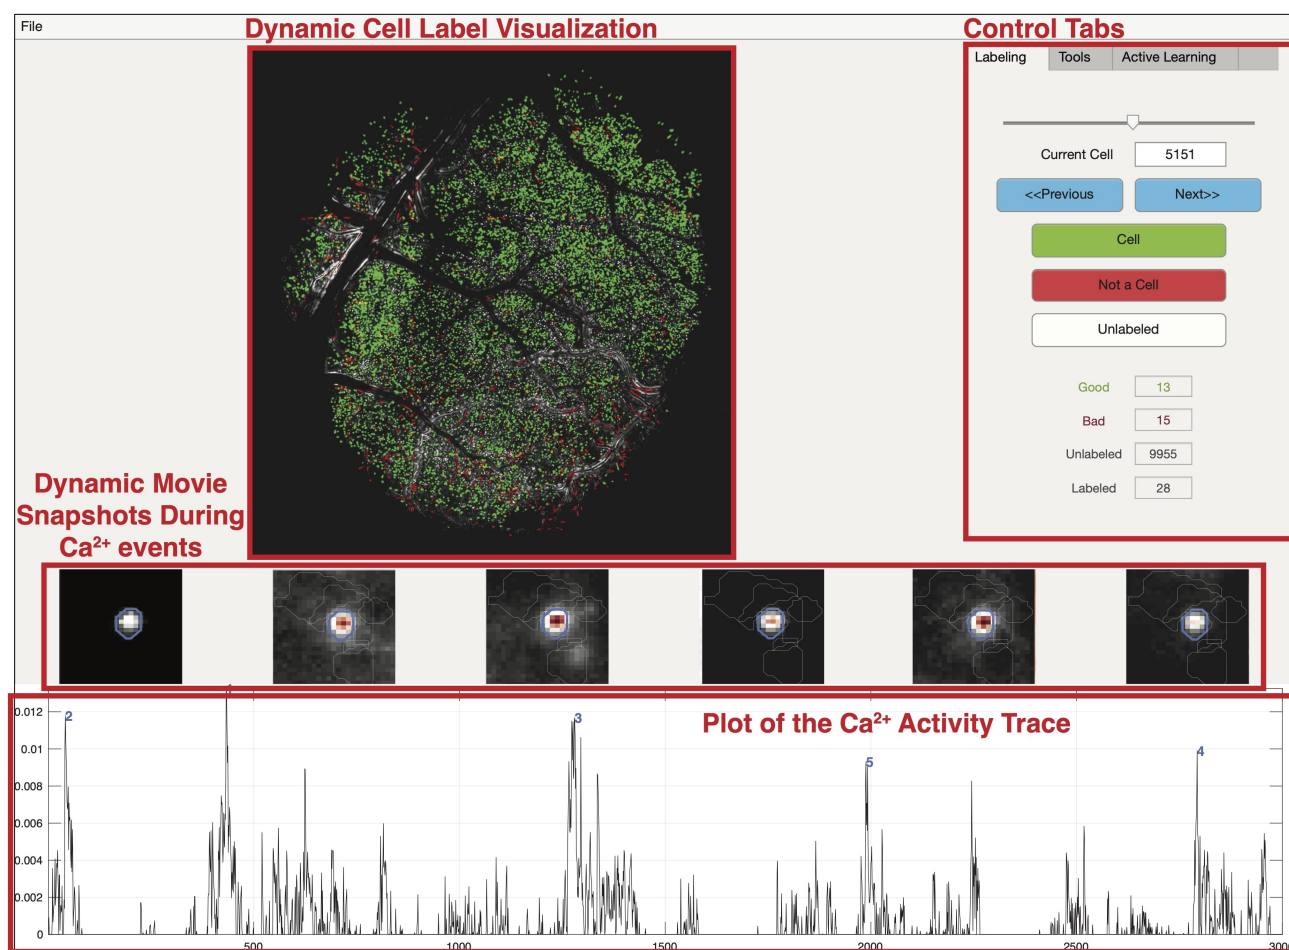 File
Dynamic Cell Label Visualization
Control Tabs
Labeling
Tools
Active Learning
Current Cell
5151
<<Previous
Next>>
Cell
Not a Cell
Unlabeled
Good
13
Bad
15
Unlabeled
9955
Labeled
28
Dynamic Movie
Snapshots During
Ca²⁺ events
Plot of the Ca²⁺ Activity Trace
2
3
5
4
0.012
0.01
0.008
0.006
0.004
0.002
0
500
1000
1500
2000
2500